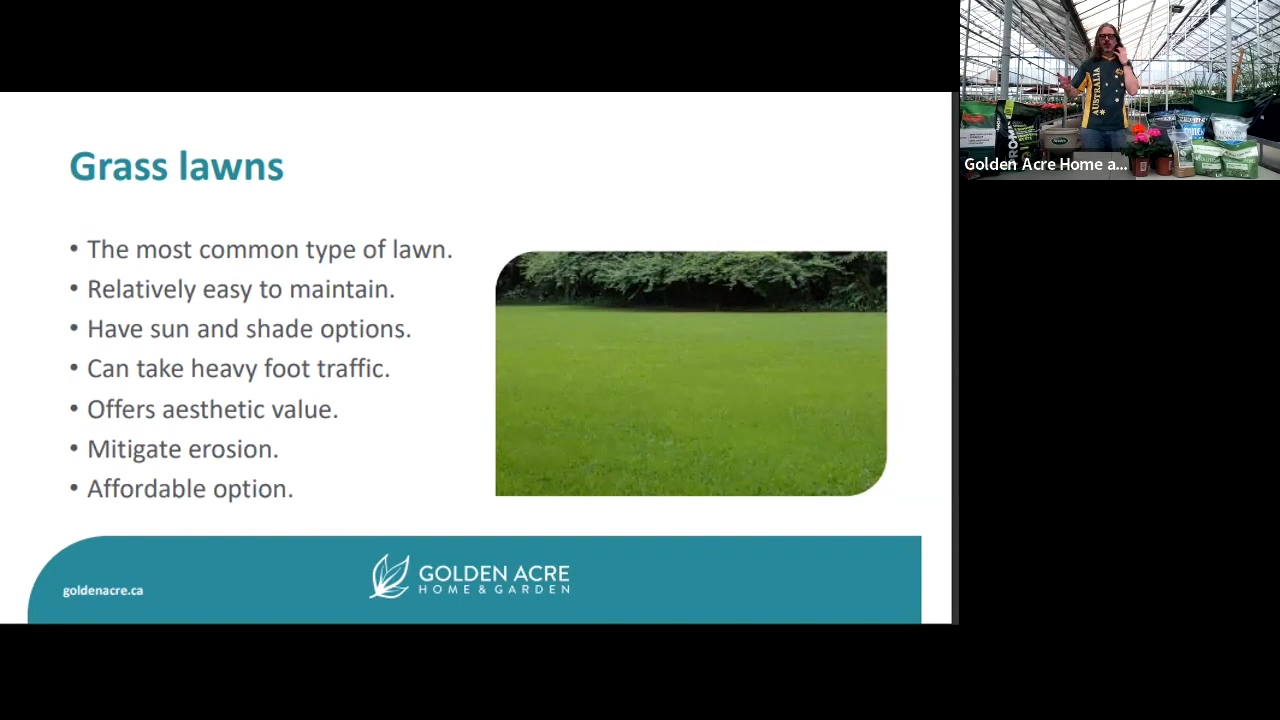 Grass lawns
• The most common type of lawn.
• Relatively easy to maintain.
• Have sun and shade options.
• Can take heavy foot traffic.
• Offers aesthetic value.
• Mitigate erosion.
• Affordable option.
goldenacre.ca
GOLDEN ACRE
HOME & GARDEN
AUSTRALIA
Golden Acre Home a...